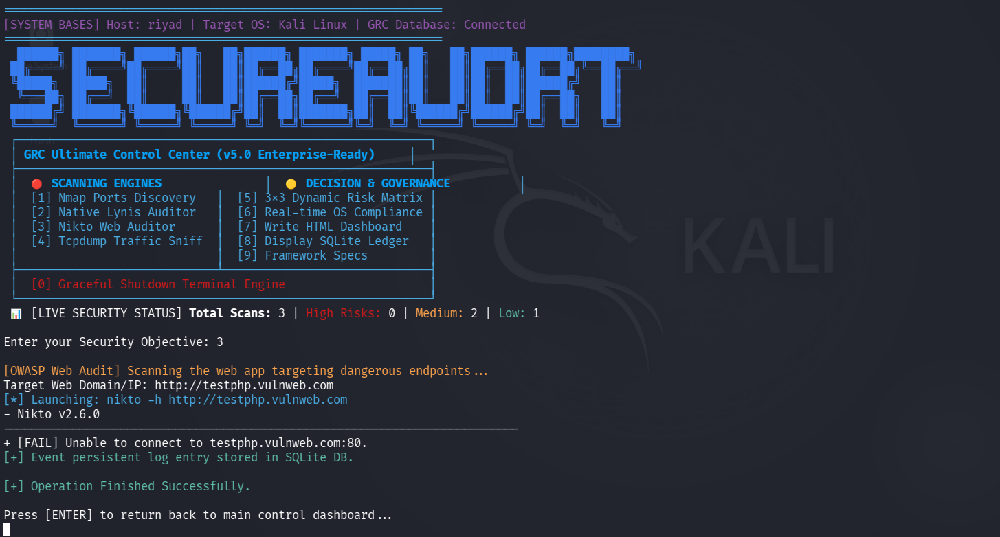 [SYSTEM BASES] Host: riyad | Target OS: Kali Linux | GRC Database: Connected
SECUREAUDRT
GRC Ultimate Control Center (v5.0 Enterprise-Ready)
🔴 SCANNING ENGINES │ 🟡 DECISION & GOVERNANCE │
[1] Nmap Ports Discovery │ [5] 3×3 Dynamic Risk Matrix
[2] Native Lynis Auditor │ [6] Real-time OS Compliance
[3] Nikto Web Auditor │ [7] Write HTML Dashboard
[4] Tcpdump Traffic Sniff │ [8] Display SQLite Ledger
[9] Framework Specs
[0] Graceful Shutdown Terminal Engine
📊 [LIVE SECURITY STATUS] Total Scans: 3 | High Risks: 0 | Medium: 2 | Low: 1
Enter your Security Objective: 3
[OWASP Web Audit] Scanning the web app targeting dangerous endpoints...
Target Web Domain/IP: http://testphp.vulnweb.com
[*] Launching: nikto -h http://testphp.vulnweb.com
- Nikto v2.6.0
+ [FAIL] Unable to connect to testphp.vulnweb.com:80.
[+] Event persistent log entry stored in SQLite DB.
[+] Operation Finished Successfully.
Press [ENTER] to return back to main control dashboard...
KALI
Trash